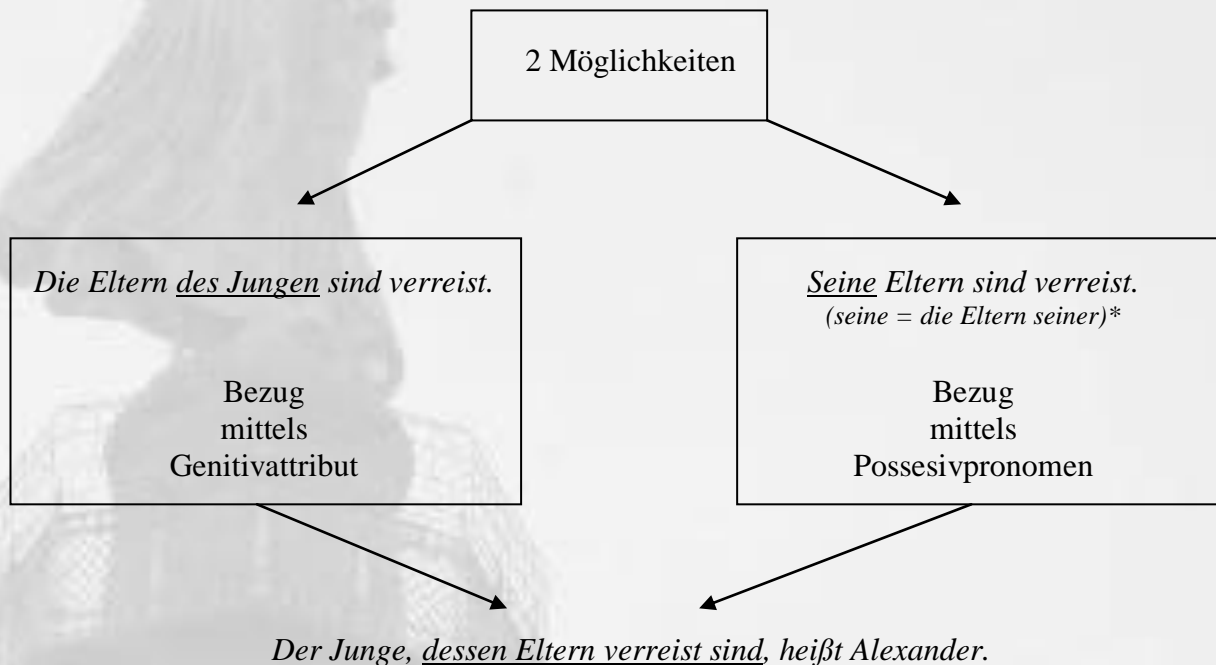 2 Möglichkeiten
Die Eltern des Jungen sind verreist.
Bezug
mittels
Genitivattribut
Seine Eltern sind verreist.
(seine = die Eltern seiner)*
Bezug
mittels
Possesivpronomen
Der Junge, dessen Eltern verreist sind, heißt Alexander.